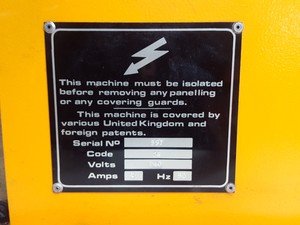 This machine must be isolated
before removing any panelling
or any covering guards.
This machine is covered by
various United Kingdom and
foreign patents.
Serial Nº
Code
Volts
Amps Hz